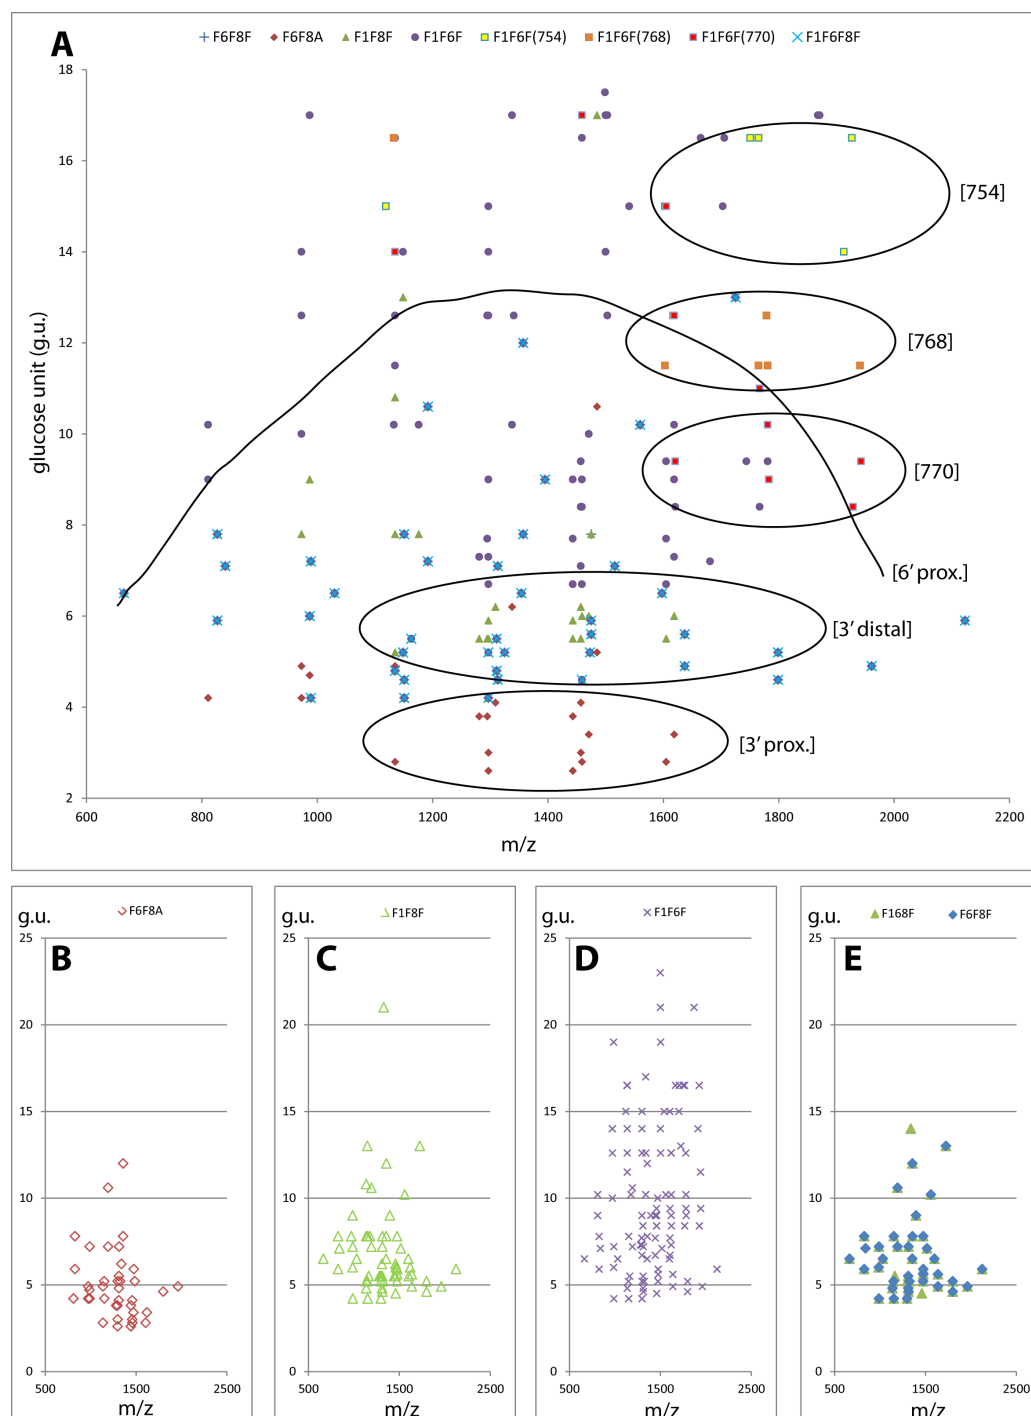 A
F6F8F F6F8A F1F8F F1F6F F1F6F(754) F1F6F(768) F1F6F(770) F1F6F8F
18
16
14
12
10
8
6
4
2
glucose unit (g.u.)
600 800 1000 1200 1400 1600 1800 2000 2200
m/z
[754]
[768]
[770]
[6′ prox.]
[3′ distal]
[3′ prox.]
g.u.
F6F8A
B
25
20
15
10
5
0
500 1500 2500
m/z
g.u.
F1F8F
C
25
20
15
10
5
0
500 1500 2500
m/z
g.u.
F1F6F
D
25
20
15
10
5
0
500 1500 2500
m/z
g.u.
F168F F6F8F
E
25
20
15
10
5
0
500 1500 2500
m/z